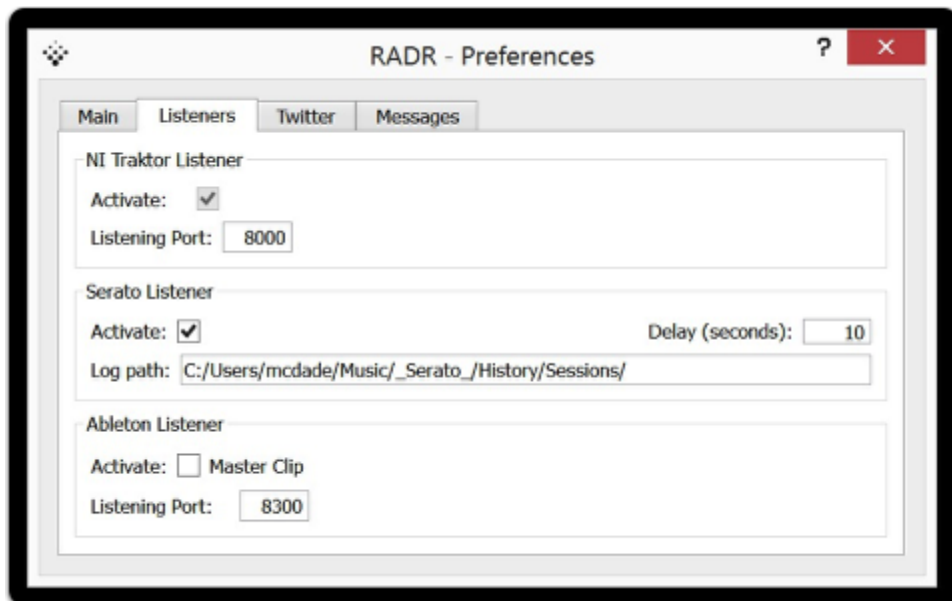 RADR - Preferences ?
Main Listeners Twitter Messages
NI Traktor Listener
Activate:
Listening Port: 8000
Serato Listener
Activate: Delay (seconds): 10
Log path: C:/Users/mcdade/Music/_Serato_/History/Sessions/
Ableton Listener
Activate: Master Clip
Listening Port: 8300